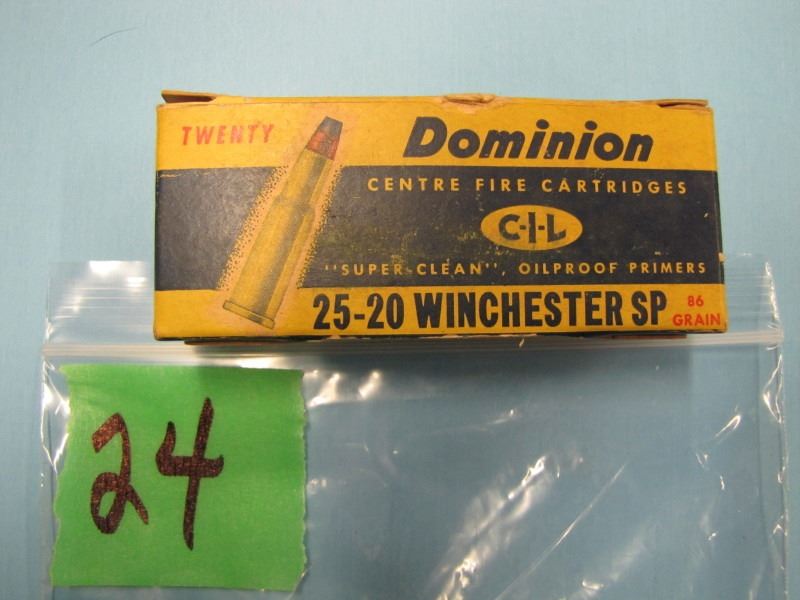 TWENTY
Dominion
CENTRE FIRE CARTRIDGES
C-I-L
"SUPER-CLEAN", OILPROOF PRIMERS
25-20 WINCHESTER SP
86
GRAIN
24